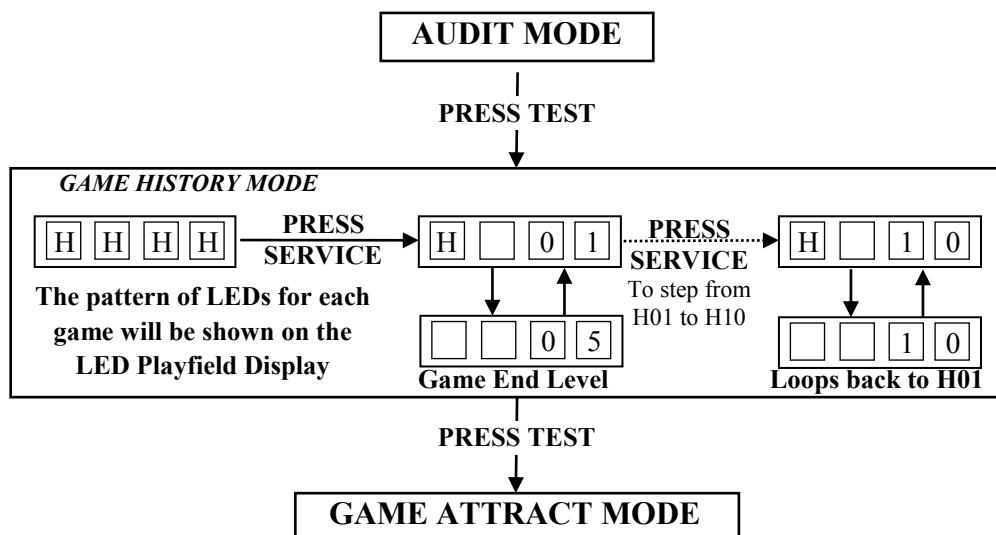 AUDIT MODE
PRESS TEST
GAME HISTORY MODE
H H H H
PRESS
SERVICE
H 0 1
PRESS
SERVICE
To step from
H01 to H10
H 1 0
The pattern of LEDs for each
game will be shown on the
LED Playfield Display
0 5
Game End Level
1 0
Loops back to H01
PRESS TEST
GAME ATTRACT MODE